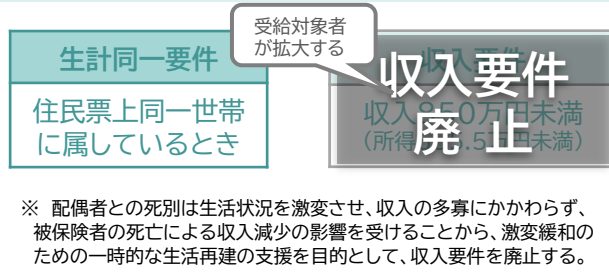 受給対象者
が拡大する
生計同一要件
住民票上同一世帯
に属しているとき
収入要件
収入850万円未満
(所得655.5万円未満)
収入要件
廃止
※ 配偶者との死別は生活状況を激変させ、収入の多寡にかかわらず、
被保険者の死亡による収入減少の影響を受けることから、激変緩和の
ための一時的な生活再建の支援を目的として、収入要件を廃止する。